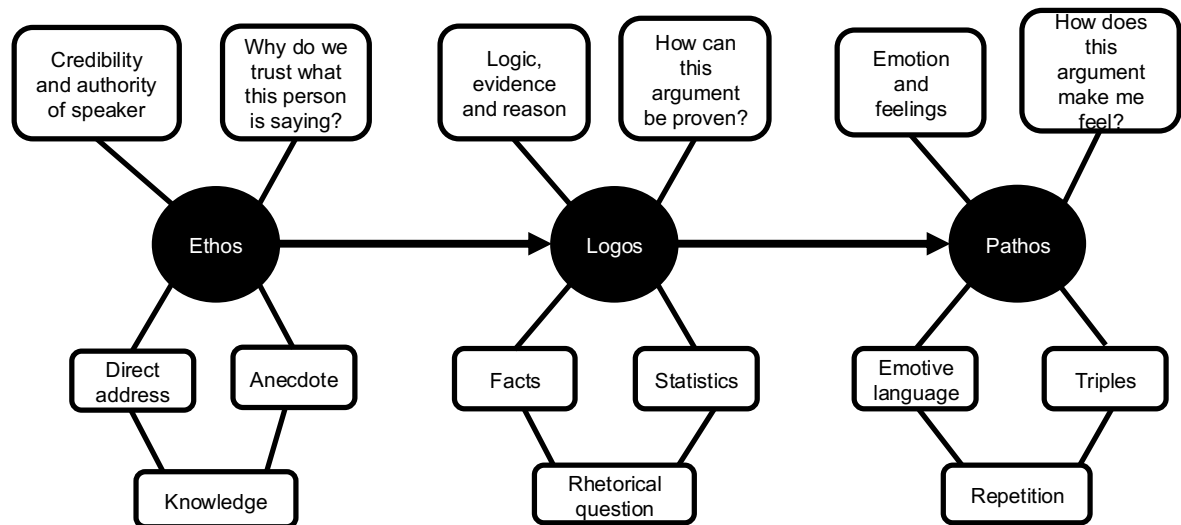 Credibility
and authority
of speaker
Why do we
trust what
this person
is saying?
Logic,
evidence
and reason
How can
this
argument
be proven?
Emotion
and
feelings
How does
this
argument
make me
feel?
Ethos
Logos
Pathos
Direct
address
Anecdote
Facts
Statistics
Emotive
language
Triples
Knowledge
Rhetorical
question
Repetition